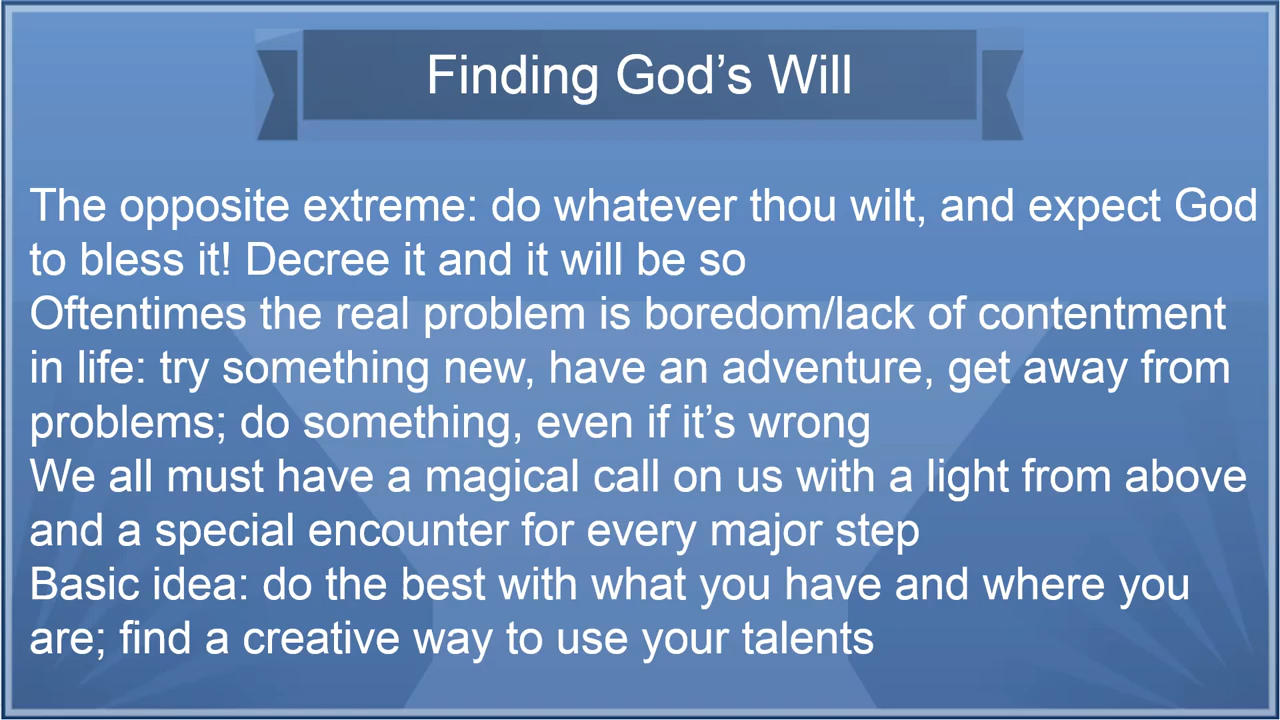 Finding God’s Will
The opposite extreme: do whatever thou wilt, and expect God
to bless it! Decree it and it will be so
Oftentimes the real problem is boredom/lack of contentment
in life: try something new, have an adventure, get away from
problems; do something, even if it’s wrong
We all must have a magical call on us with a light from above
and a special encounter for every major step
Basic idea: do the best with what you have and where you
are; find a creative way to use your talents